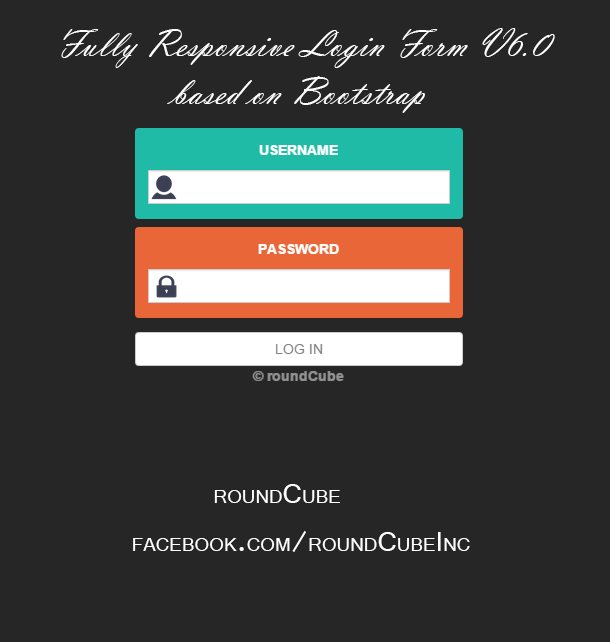 Fully Responsive Login Form V6.0
based on Bootstrap
USERNAME
PASSWORD
LOG IN
© roundCube
roundCube
facebook.com/roundCubeInc